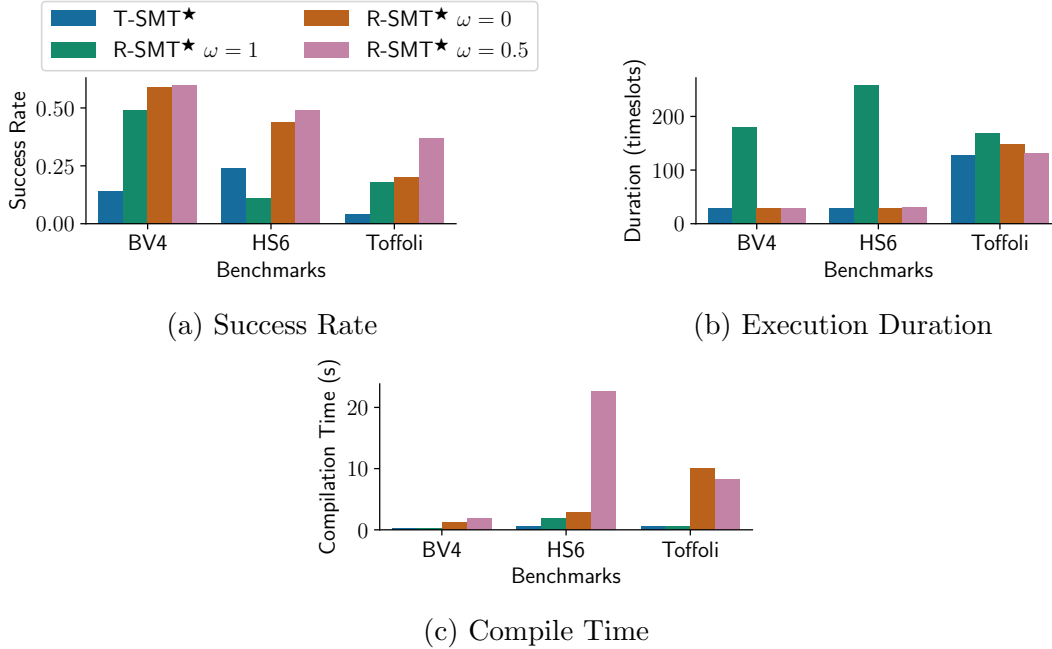 T-SMT★
R-SMT★ ω = 1
R-SMT★ ω = 0
R-SMT★ ω = 0.5
Success Rate
0.50
0.25
0.00
BV4 HS6 Toffoli
Benchmarks
(a) Success Rate
Duration (timeslots)
200
100
0
BV4 HS6 Toffoli
Benchmarks
(b) Execution Duration
Compilation Time (s)
20
10
0
BV4 HS6 Toffoli
Benchmarks
(c) Compile Time